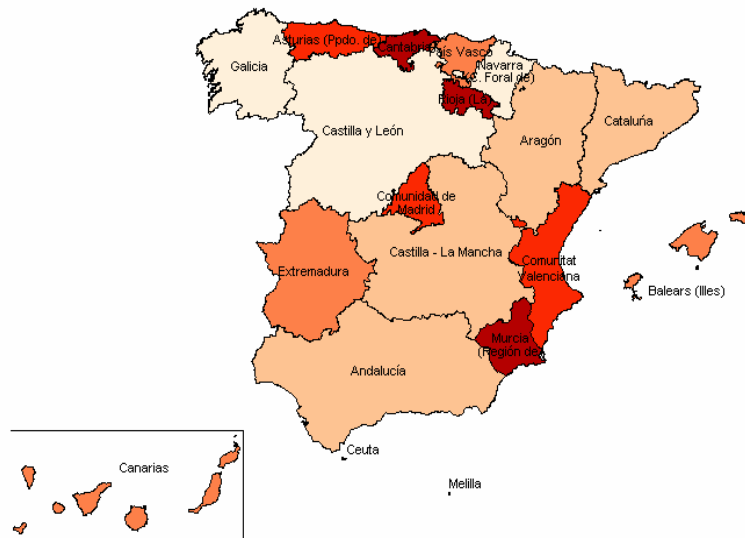 Asturias (Ppdo. de)
Cantabria
País Vasco
Galicia
Navarra
(C. Foral de)
Rioja (La)
Castilla y León
Aragón
Cataluña
Comunidad de
Madrid
Castilla - La Mancha
Extremadura
Comunitat
Valenciana
Balears (Illes)
Murcia
(Región de)
Andalucía
Ceuta
Canarias
Melilla